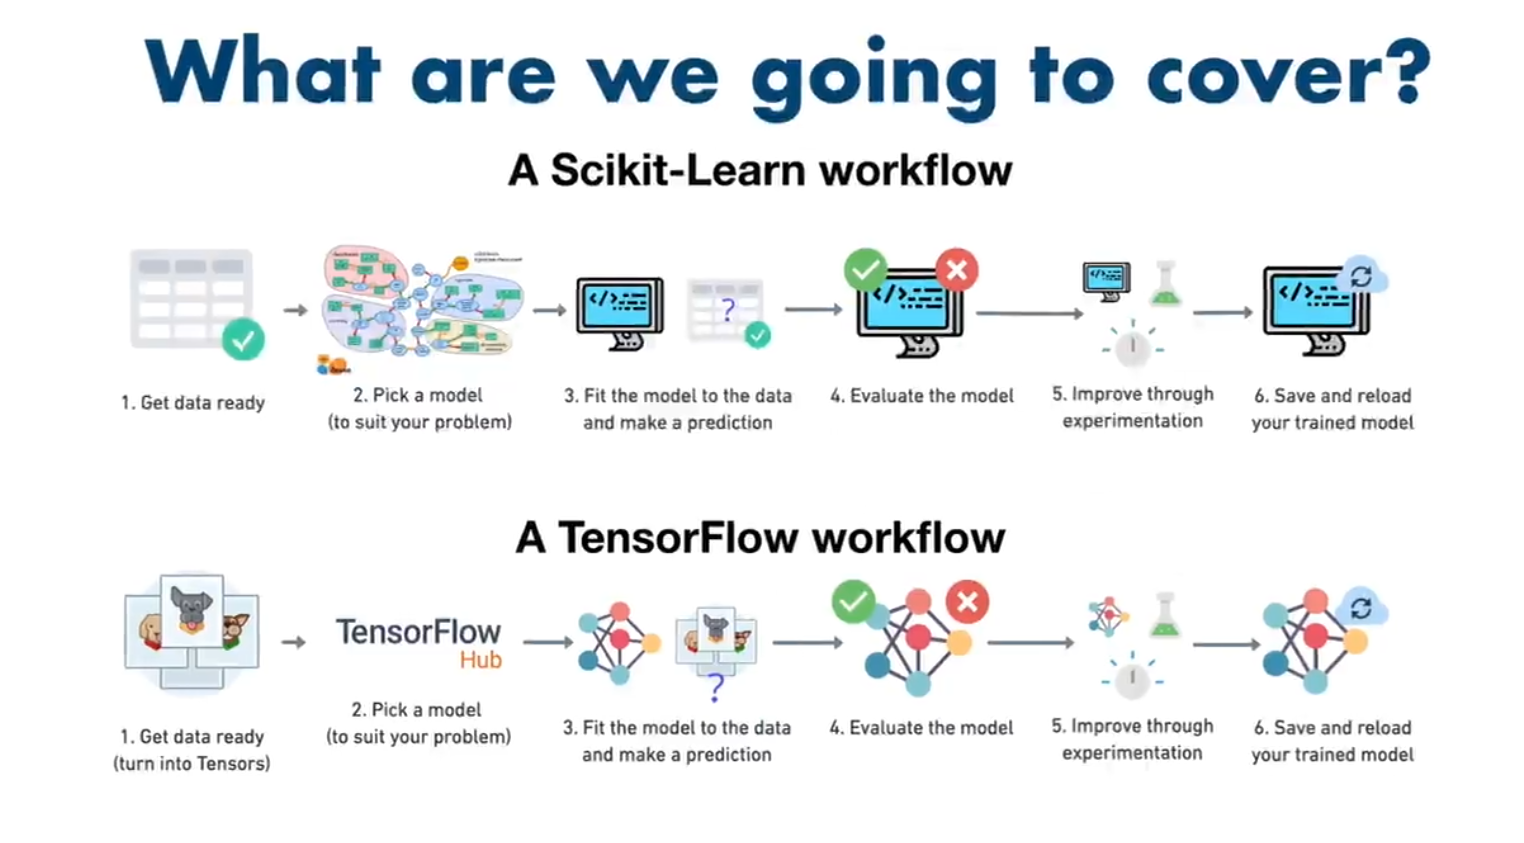 What are we going to cover?
A Scikit-Learn workflow
</>
?
</>
</>
</>
1. Get data ready
2. Pick a model
(to suit your problem)
3. Fit the model to the data
and make a prediction
4. Evaluate the model
5. Improve through
experimentation
6. Save and reload
your trained model
A TensorFlow workflow
TensorFlow
Hub
?
1. Get data ready
(turn into Tensors)
2. Pick a model
(to suit your problem)
3. Fit the model to the data
and make a prediction
4. Evaluate the model
5. Improve through
experimentation
6. Save and reload
your trained model